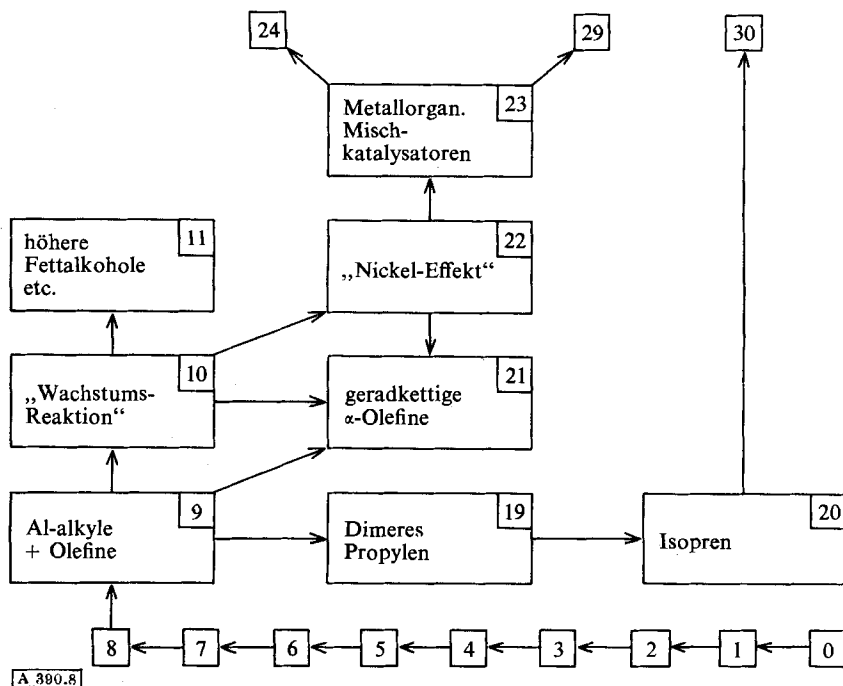 24
29
30
23
Metallorgan.
Misch-
katalysatoren
11
höhere
Fettalkohole
etc.
22
„Nickel-Effekt“
10
„Wachstums-
Reaktion“
21
geradkettige
α-Olefine
9
Al-alkyle
+ Olefine
19
Dimeres
Propylen
20
Isopren
8 7 6 5 4 3 2 1 0
A 390.8